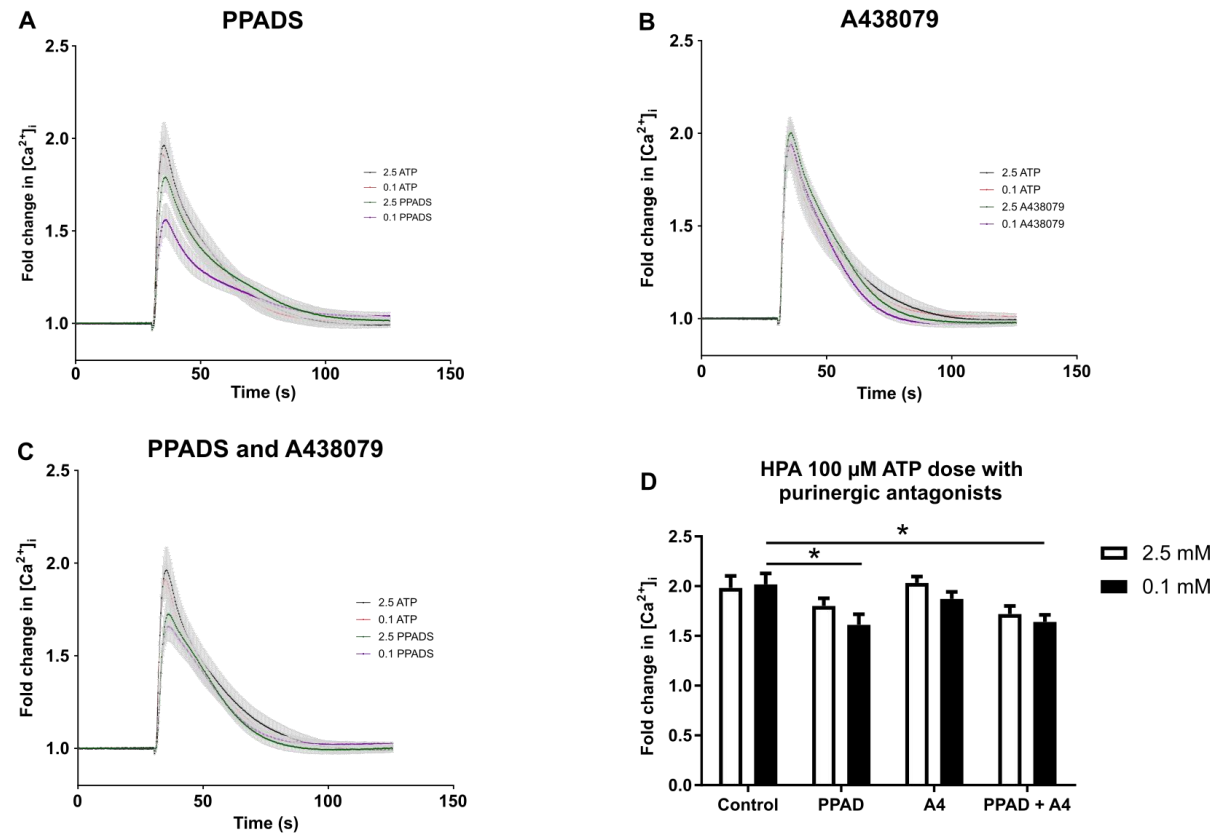 A
PPADS
2.5
2.0
1.5
1.0
0
50
100
150
Fold change in [Ca²⁺]ᵢ
Time (s)
2.5 ATP
0.1 ATP
2.5 PPADS
0.1 PPADS
B
A438079
2.5
2.0
1.5
1.0
0
50
100
150
Fold change in [Ca²⁺]ᵢ
Time (s)
2.5 ATP
0.1 ATP
2.5 A438079
0.1 A438079
C
PPADS and A438079
2.5
2.0
1.5
1.0
0
50
100
150
Fold change in [Ca²⁺]ᵢ
Time (s)
2.5 ATP
0.1 ATP
2.5 PPADS
0.1 PPADS
D
HPA 100 µM ATP dose with
purinergic antagonists
2.5
2.0
1.5
1.0
0.5
0.0
Fold change in [Ca²⁺]ᵢ
*
*
Control
PPAD
A4
PPAD + A4
2.5 mM
0.1 mM